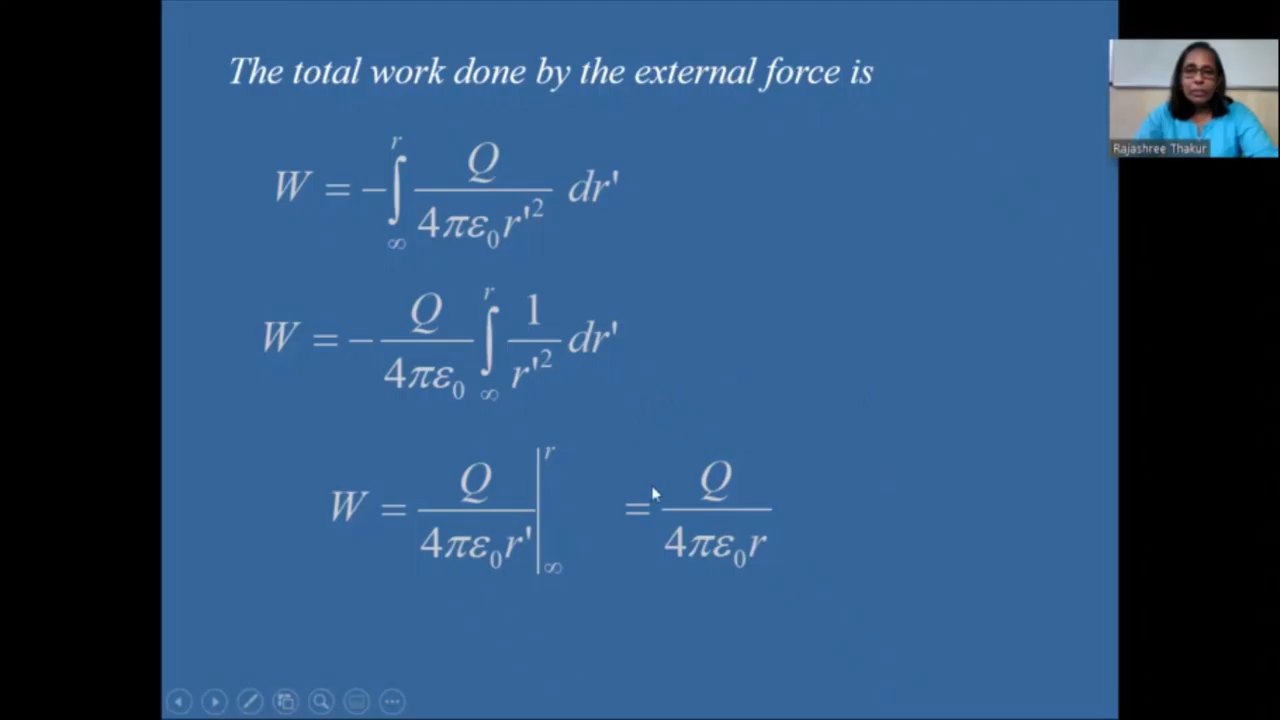 The total work done by the external force is
W = -∫_∞^r Q / (4πε₀r'²) dr'
W = - Q / (4πε₀) ∫_∞^r 1 / r'² dr'
W = Q / (4πε₀r') |_∞^r = Q / (4πε₀r)
Rajashree Thakur